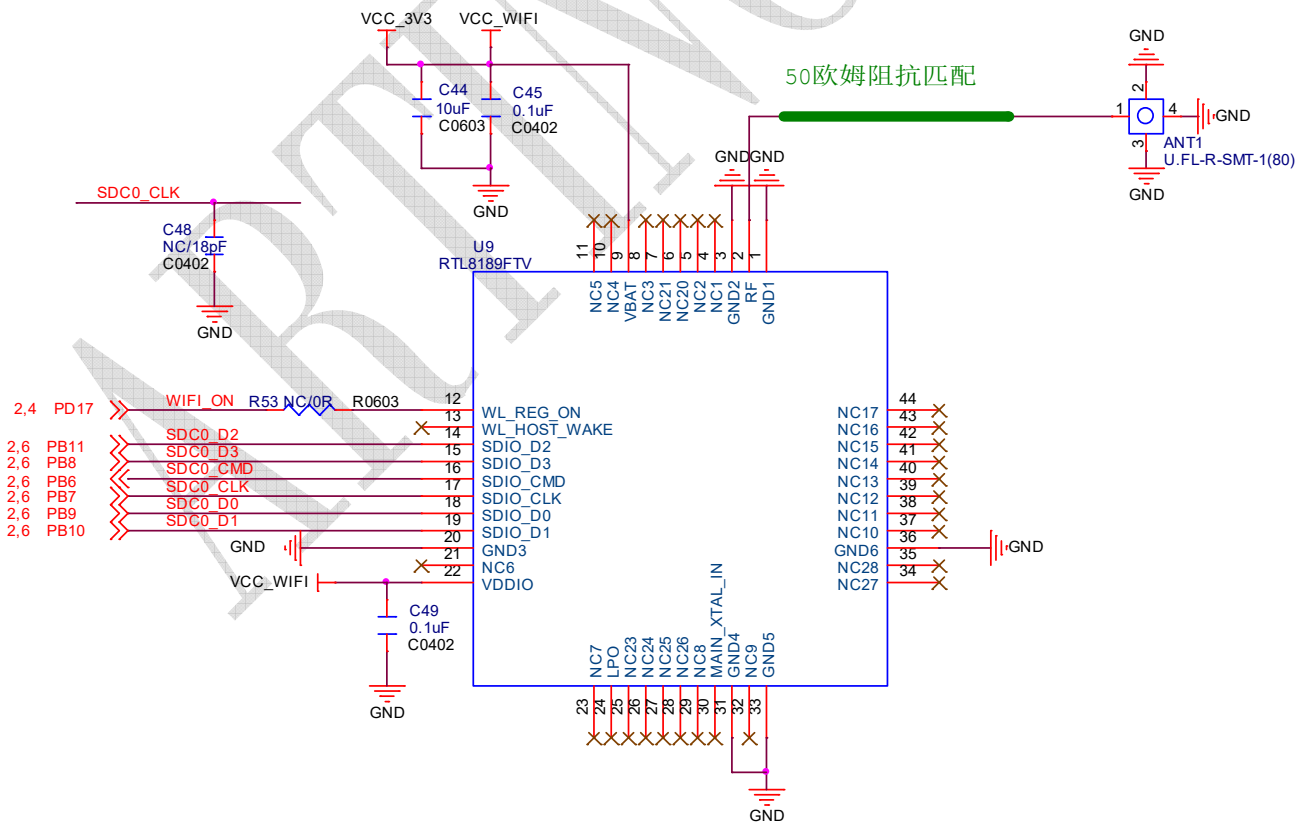 VCC_3V3
VCC_WIFI
C44
10uF
C0603
C45
0.1uF
C0402
GND
50欧姆阻抗匹配
GND
2
1
4
GND
3
ANT1
U.FL-R-SMT-1(80)
GND
SDC0_CLK
C48
NC/18pF
C0402
GND
GND
GND
U9
RTL8189FTV
11
10
9
8
7
6
5
4
3
2
1
NC5
NC4
VBAT
NC3
NC21
NC20
NC2
NC1
GND2
RF
GND1
2,4 PD17
WIFI_ON
R53 NC/0R
R0603
12
WL_REG_ON
13
WL_HOST_WAKE
2,6 PB11
SDC0_D2
14
SDIO_D2
2,6 PB8
SDC0_D3
15
SDIO_D3
2,6 PB6
SDC0_CMD
16
SDIO_CMD
2,6 PB7
SDC0_CLK
17
SDIO_CLK
2,6 PB9
SDC0_D0
18
SDIO_D0
2,6 PB10
SDC0_D1
19
SDIO_D1
GND
20
GND3
21
NC6
VCC_WIFI
22
VDDIO
C49
0.1uF
C0402
GND
NC17
44
NC16
43
NC15
42
NC14
41
NC13
40
NC12
39
NC11
38
NC10
37
GND6
36
GND
NC28
35
NC27
34
NC7
LPO
NC23
NC24
NC25
NC26
NC8
MAIN_XTAL_IN
GND4
NC9
GND5
23
24
25
26
27
28
29
30
31
32
33
GND